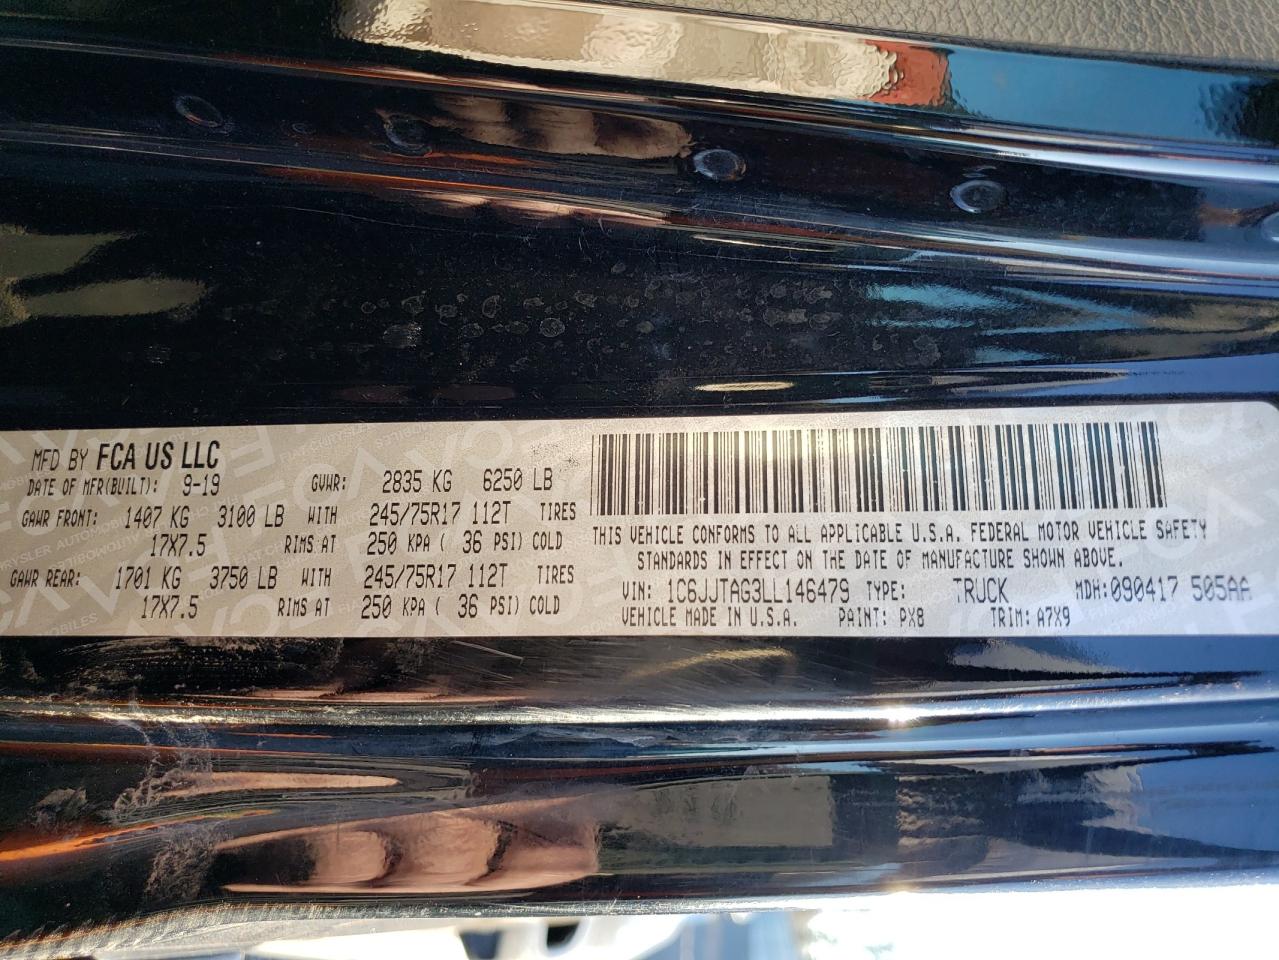 MFD BY FCA US LLC
DATE OF MFR(BUILT): 9-19 GVWR: 2835 KG 6250 LB
GAWR FRONT: 1407 KG 3100 LB WITH 245/75R17 112T TIRES
17X7.5 RIMS AT 250 KPA ( 36 PSI) COLD
GAWR REAR: 1701 KG 3750 LB WITH 245/75R17 112T TIRES
17X7.5 RIMS AT 250 KPA ( 36 PSI) COLD
THIS VEHICLE CONFORMS TO ALL APPLICABLE U.S.A. FEDERAL MOTOR VEHICLE SAFETY
STANDARDS IN EFFECT ON THE DATE OF MANUFACTURE SHOWN ABOVE.
VIN: 1C6JJTAG3LL146479 TYPE: TRUCK MDH:090417 505AA
VEHICLE MADE IN U.S.A. PAINT: PX8 TRIM: A7X9